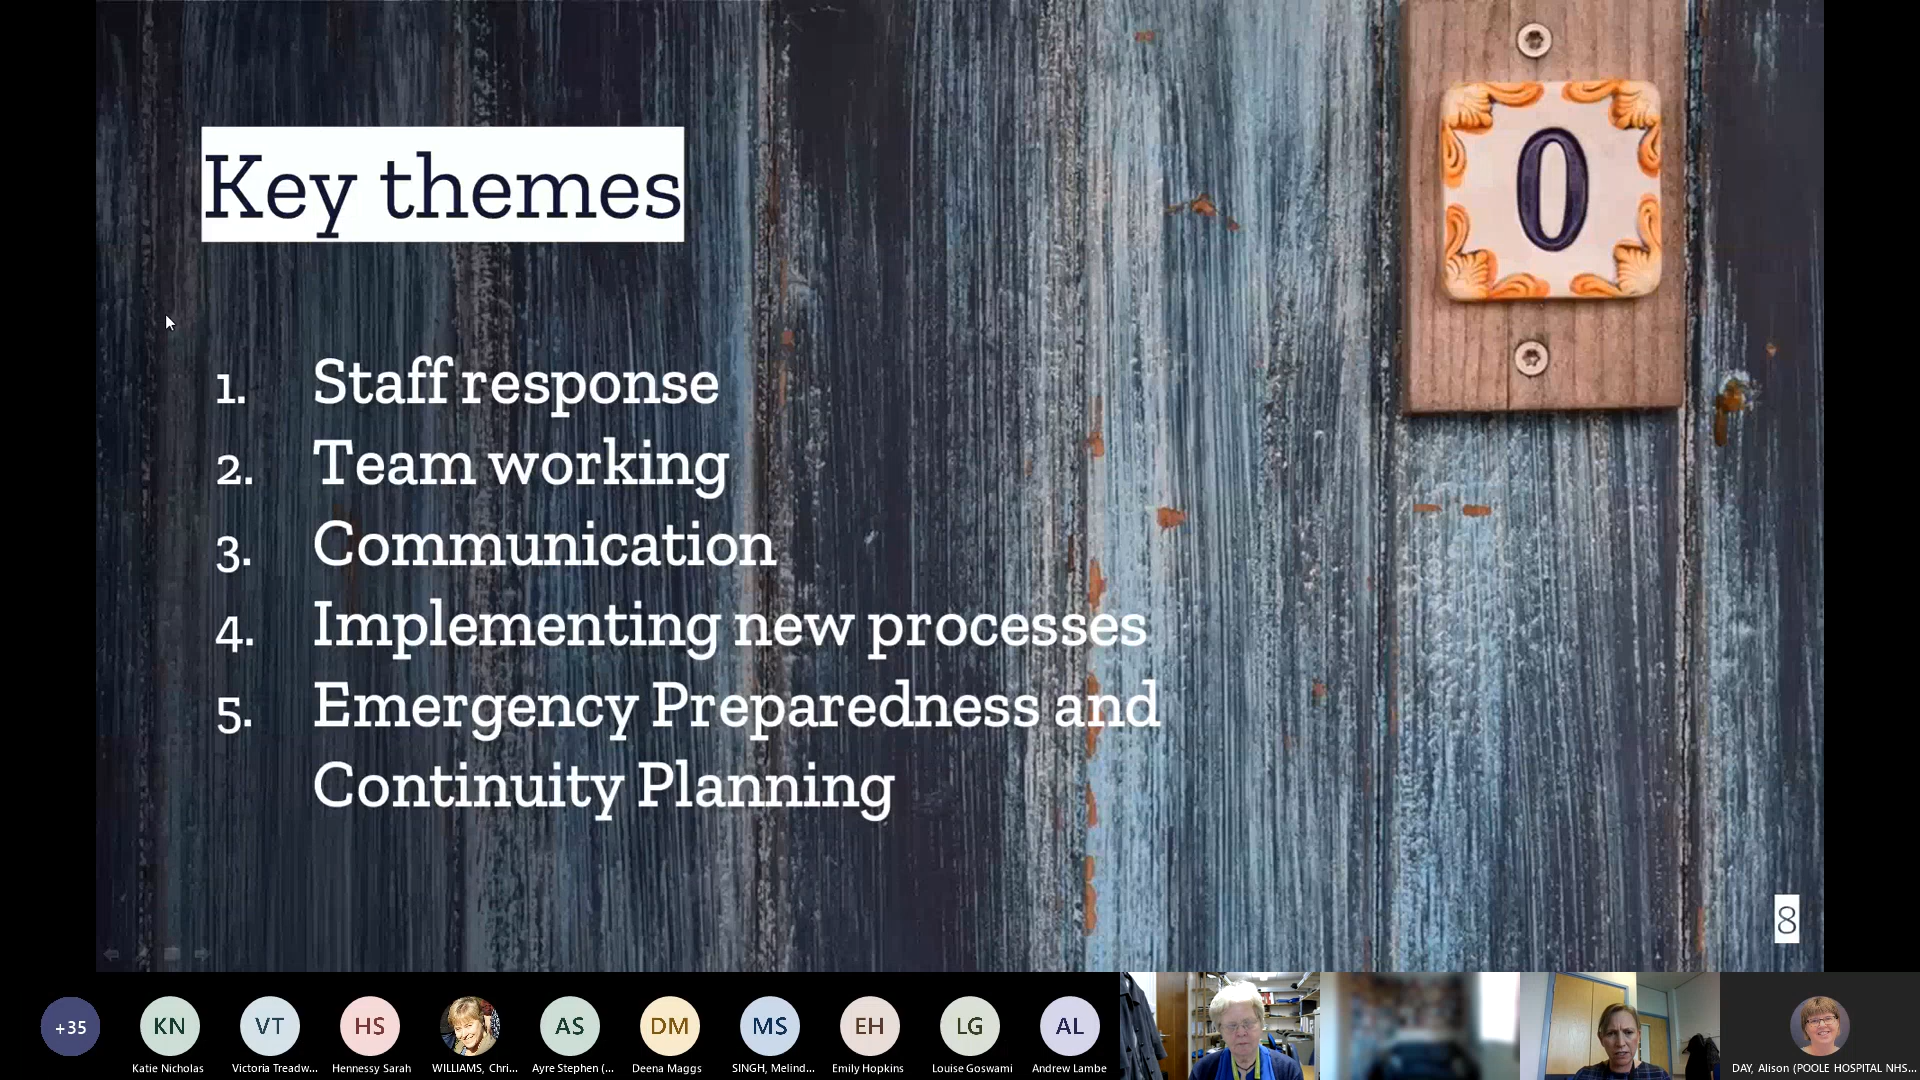 Key themes
0
1. Staff response
2. Team working
3. Communication
4. Implementing new processes
5. Emergency Preparedness and
Continuity Planning
8
+35
KN
VT
HS
AS
DM
MS
EH
LG
AL
Katie Nicholas
Victoria Treadw...
Hennessy Sarah
WILLIAMS, Chri...
Ayre Stephen (...
Deena Maggs
SINGH, Melind...
Emily Hopkins
Louise Goswami
Andrew Lambe
DAY, Alison (POOLE HOSPITAL NHS...